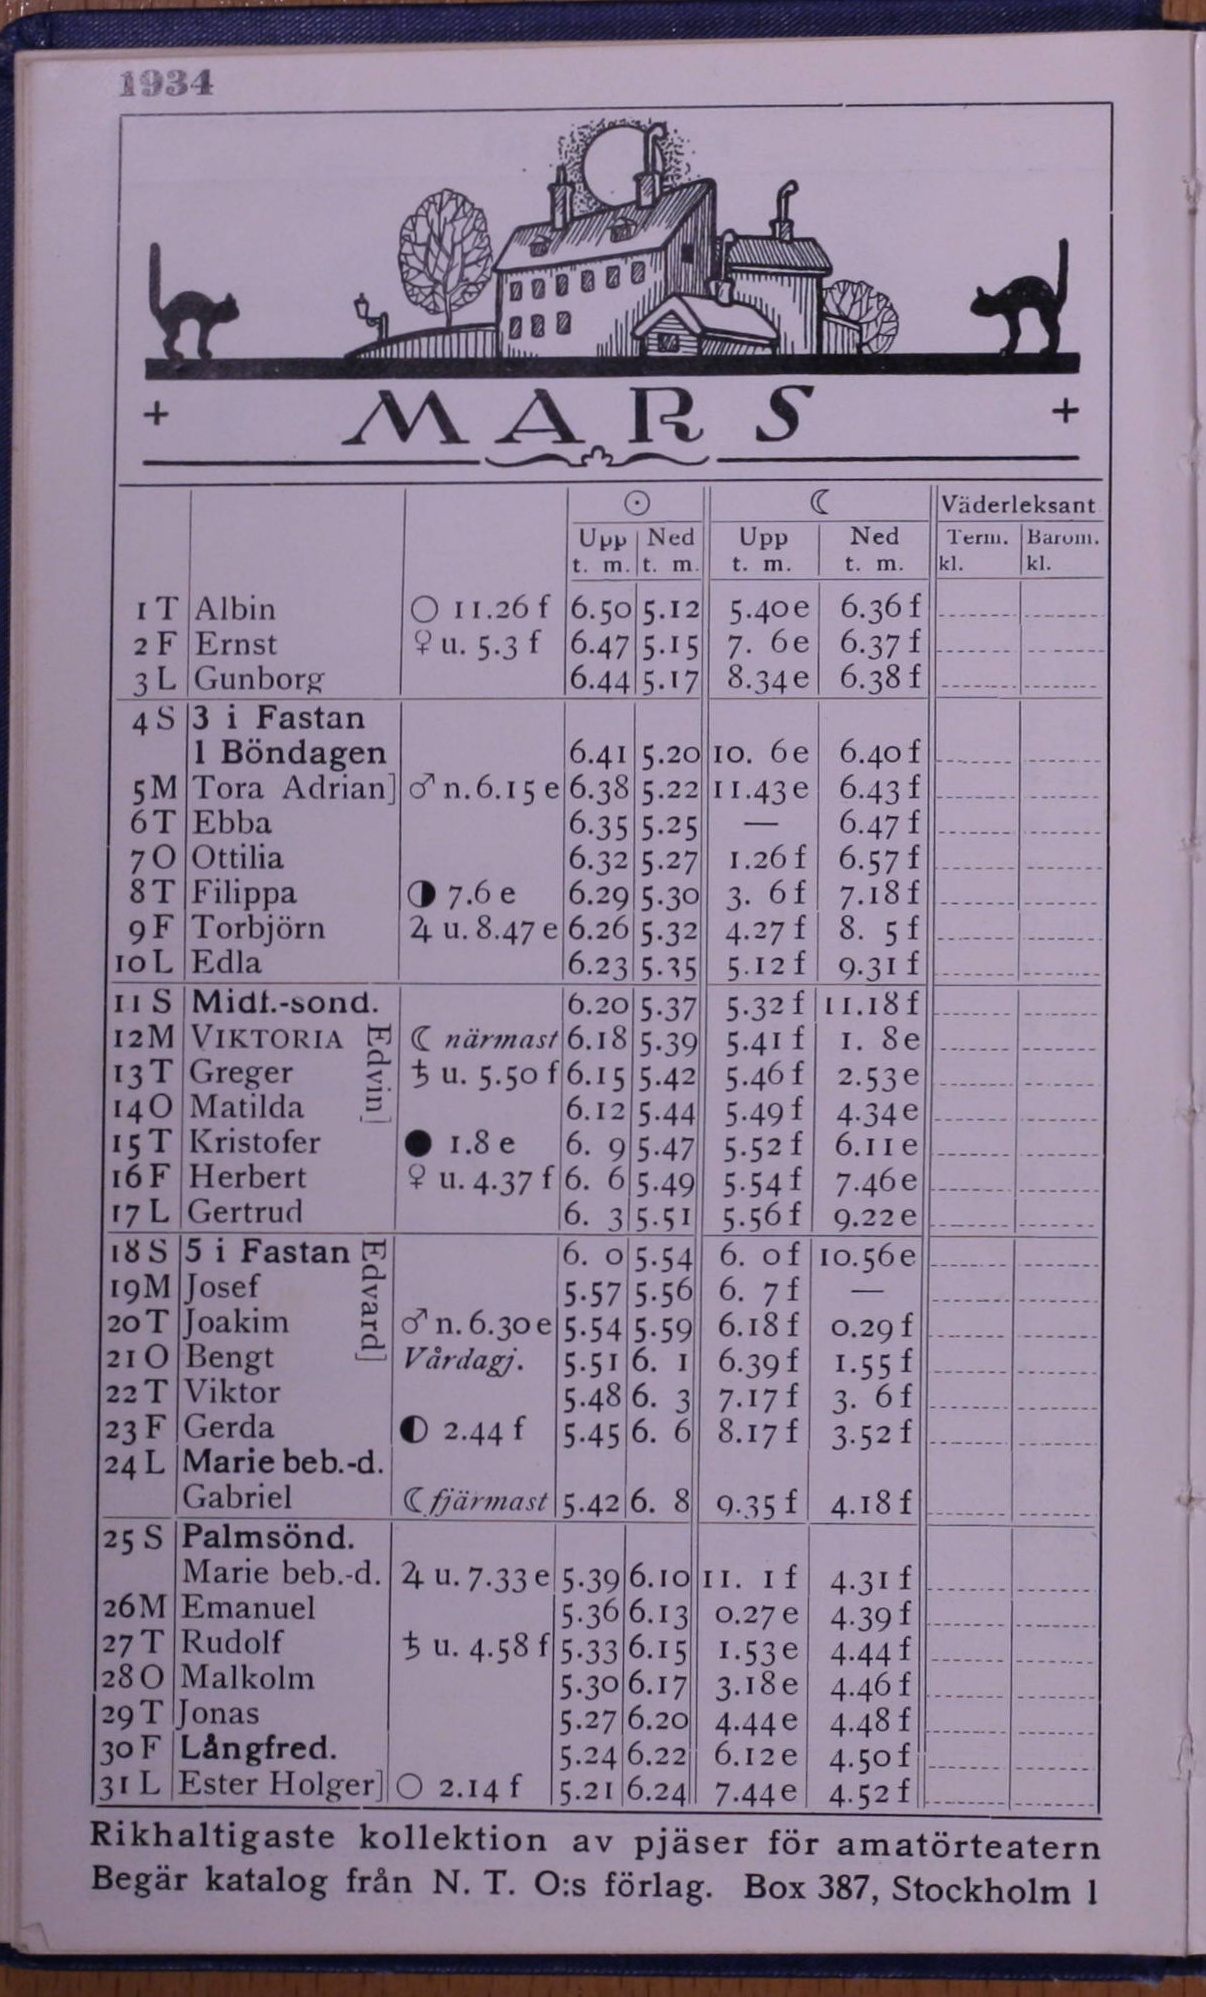 1934
+ MARS +
☉ ☾ Väderleksant
Upp Ned Upp Ned Term. Barom.
t. m. t. m. t. m. t. m. kl. kl.
1 T Albin ○ 11.26 f 6.50 5.12 5.40 e 6.36 f
2 F Ernst ♀ u. 5.3 f 6.47 5.15 7. 6 e 6.37 f
3 L Gunborg 6.44 5.17 8.34 e 6.38 f
4 S 3 i Fastan
1 Böndagen 6.41 5.20 10. 6 e 6.40 f
5 M Tora Adrian] ♂ n. 6.15 e 6.38 5.22 11.43 e 6.43 f
6 T Ebba 6.35 5.25 — 6.47 f
7 O Ottilia 6.32 5.27 1.26 f 6.57 f
8 T Filippa ◑ 7.6 e 6.29 5.30 3. 6 f 7.18 f
9 F Torbjörn ♃ u. 8.47 e 6.26 5.32 4.27 f 8. 5 f
10 L Edla 6.23 5.35 5.12 f 9.31 f
11 S Midf.-sond. 6.20 5.37 5.32 f 11.18 f
12 M VIKTORIA Edvin] ☾ närmast 6.18 5.39 5.41 f 1. 8 e
13 T Greger ♄ u. 5.50 f 6.15 5.42 5.46 f 2.53 e
14 O Matilda 6.12 5.44 5.49 f 4.34 e
15 T Kristofer ● 1.8 e 6. 9 5.47 5.52 f 6.11 e
16 F Herbert ♀ u. 4.37 f 6. 6 5.49 5.54 f 7.46 e
17 L Gertrud 6. 3 5.51 5.56 f 9.22 e
18 S 5 i Fastan Edvard] 6. 0 5.54 6. 0 f 10.56 e
19 M Josef 5.57 5.56 6. 7 f —
20 T Joakim ♂ n. 6.30 e 5.54 5.59 6.18 f 0.29 f
21 O Bengt Vårdagj. 5.51 6. 1 6.39 f 1.55 f
22 T Viktor 5.48 6. 3 7.17 f 3. 6 f
23 F Gerda ◐ 2.44 f 5.45 6. 6 8.17 f 3.52 f
24 L Marie beb.-d.
Gabriel ☾ fjärmast 5.42 6. 8 9.35 f 4.18 f
25 S Palmsönd.
Marie beb.-d. ♃ u. 7.33 e 5.39 6.10 11. 1 f 4.31 f
26 M Emanuel 5.36 6.13 0.27 e 4.39 f
27 T Rudolf ♄ u. 4.58 f 5.33 6.15 1.53 e 4.44 f
28 O Malkolm 5.30 6.17 3.18 e 4.46 f
29 T Jonas 5.27 6.20 4.44 e 4.48 f
30 F Långfred. 5.24 6.22 6.12 e 4.50 f
31 L Ester Holger] ○ 2.14 f 5.21 6.24 7.44 e 4.52 f
Rikhaltigaste kollektion av pjäser för amatörteatern
Begär katalog från N. T. O:s förlag. Box 387, Stockholm 1